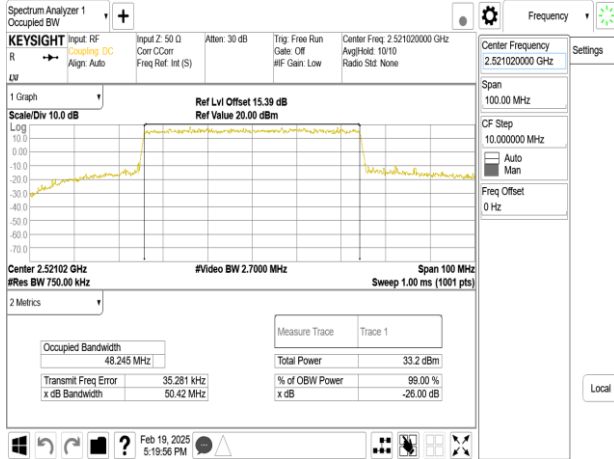 Spectrum Analyzer 1
Occupied BW
Frequency
KEYSIGHT
R
Input: RF
Coupling: DC
Align: Auto
Input Z: 50 Ω
Corr CCorr
Freq Ref: Int (S)
Atten: 30 dB
Trig: Free Run
Gate: Off
#IF Gain: Low
Center Freq: 2.521020000 GHz
Avg|Hold: 10/10
Radio Std: None
Center Frequency
2.521020000 GHz
Settings
Span
100.00 MHz
CF Step
10.000000 MHz
Auto
Man
Freq Offset
0 Hz
Local
1 Graph
Scale/Div 10.0 dB
Ref Lvl Offset 15.39 dB
Ref Value 20.00 dBm
Log
10.0
0.00
-10.0
-20.0
-30.0
-40.0
-50.0
-60.0
-70.0
Center 2.52102 GHz
#Res BW 750.00 kHz
#Video BW 2.7000 MHz
Span 100 MHz
Sweep 1.00 ms (1001 pts)
2 Metrics
Measure Trace Trace 1
Occupied Bandwidth
48.245 MHz
Total Power 33.2 dBm
Transmit Freq Error 35.281 kHz
% of OBW Power 99.00 %
x dB Bandwidth 50.42 MHz
x dB -26.00 dB
Feb 19, 2025
5:19:56 PM